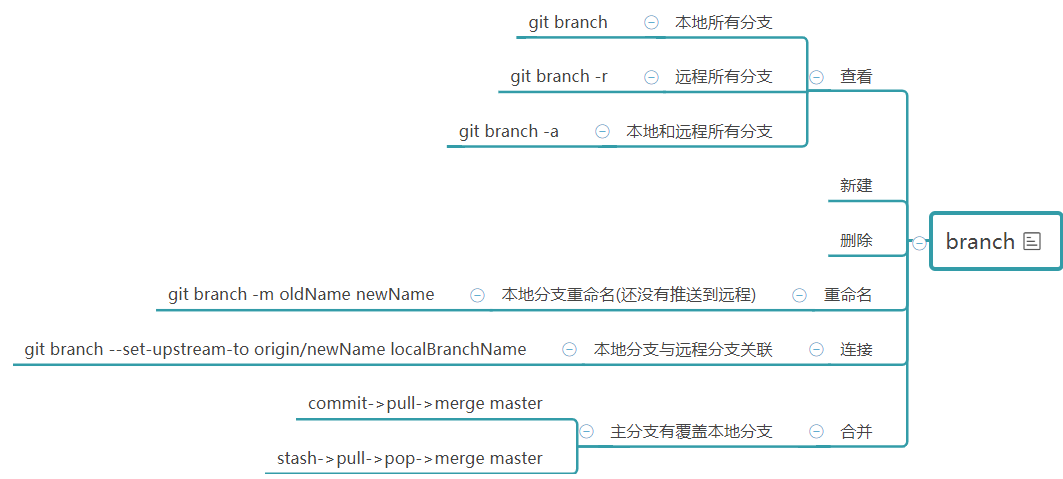 git branch 本地所有分支
git branch -r 远程所有分支 查看
git branch -a 本地和远程所有分支
新建
删除
branch
git branch -m oldName newName 本地分支重命名(还没有推送到远程) 重命名
git branch --set-upstream-to origin/newName localBranchName 本地分支与远程分支关联 连接
commit->pull->merge master
主分支有覆盖本地分支 合并
stash->pull->pop->merge master